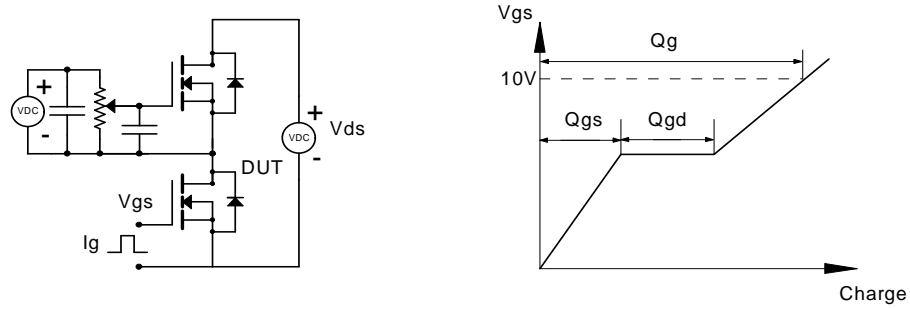 +
VDC
-
+
VDC
-
Vds
DUT
Vgs
Ig
Vgs
Qg
10V
Qgs
Qgd
Charge